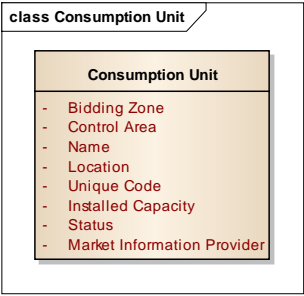 class Consumption Unit
Consumption Unit
- Bidding Zone
- Control Area
- Name
- Location
- Unique Code
- Installed Capacity
- Status
- Market Information Provider